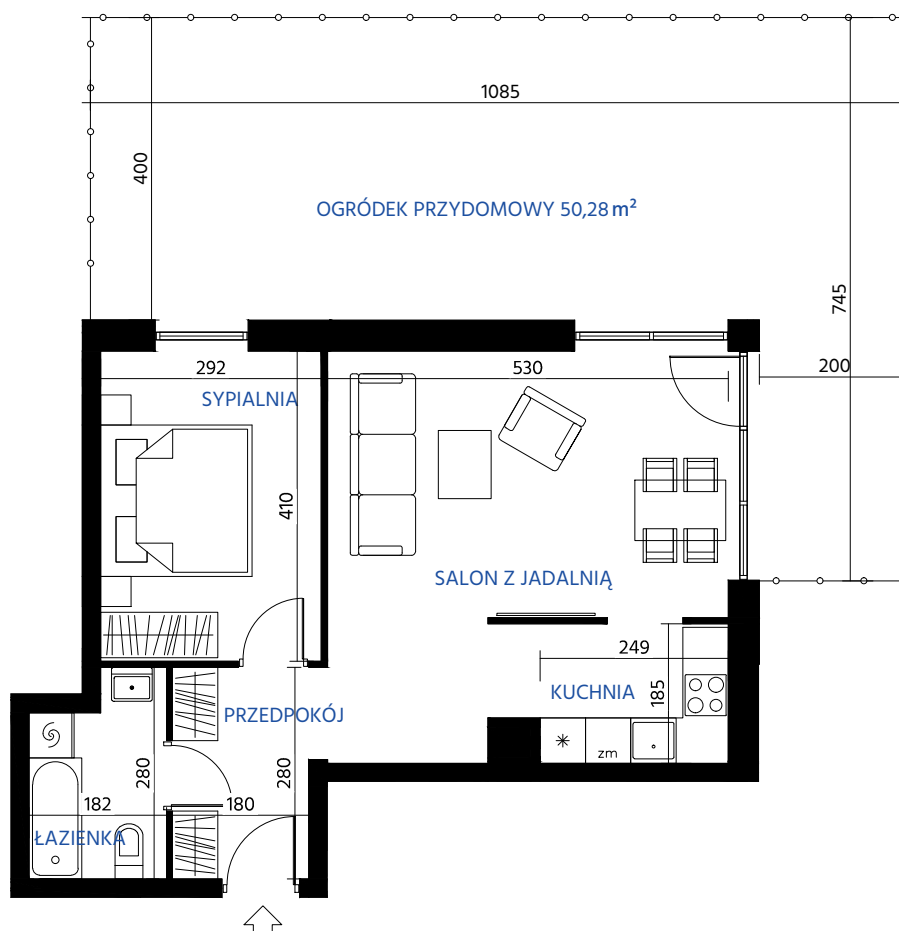 1085
400
OGRÓDEK PRZYDOMOWY 50,28 m²
745
292
530
200
SYPIALNIA
410
SALON Z JADALNIĄ
249
KUCHNIA
185
PRZEDPOKÓJ
zm
280
280
182
180
ŁAZIENKA